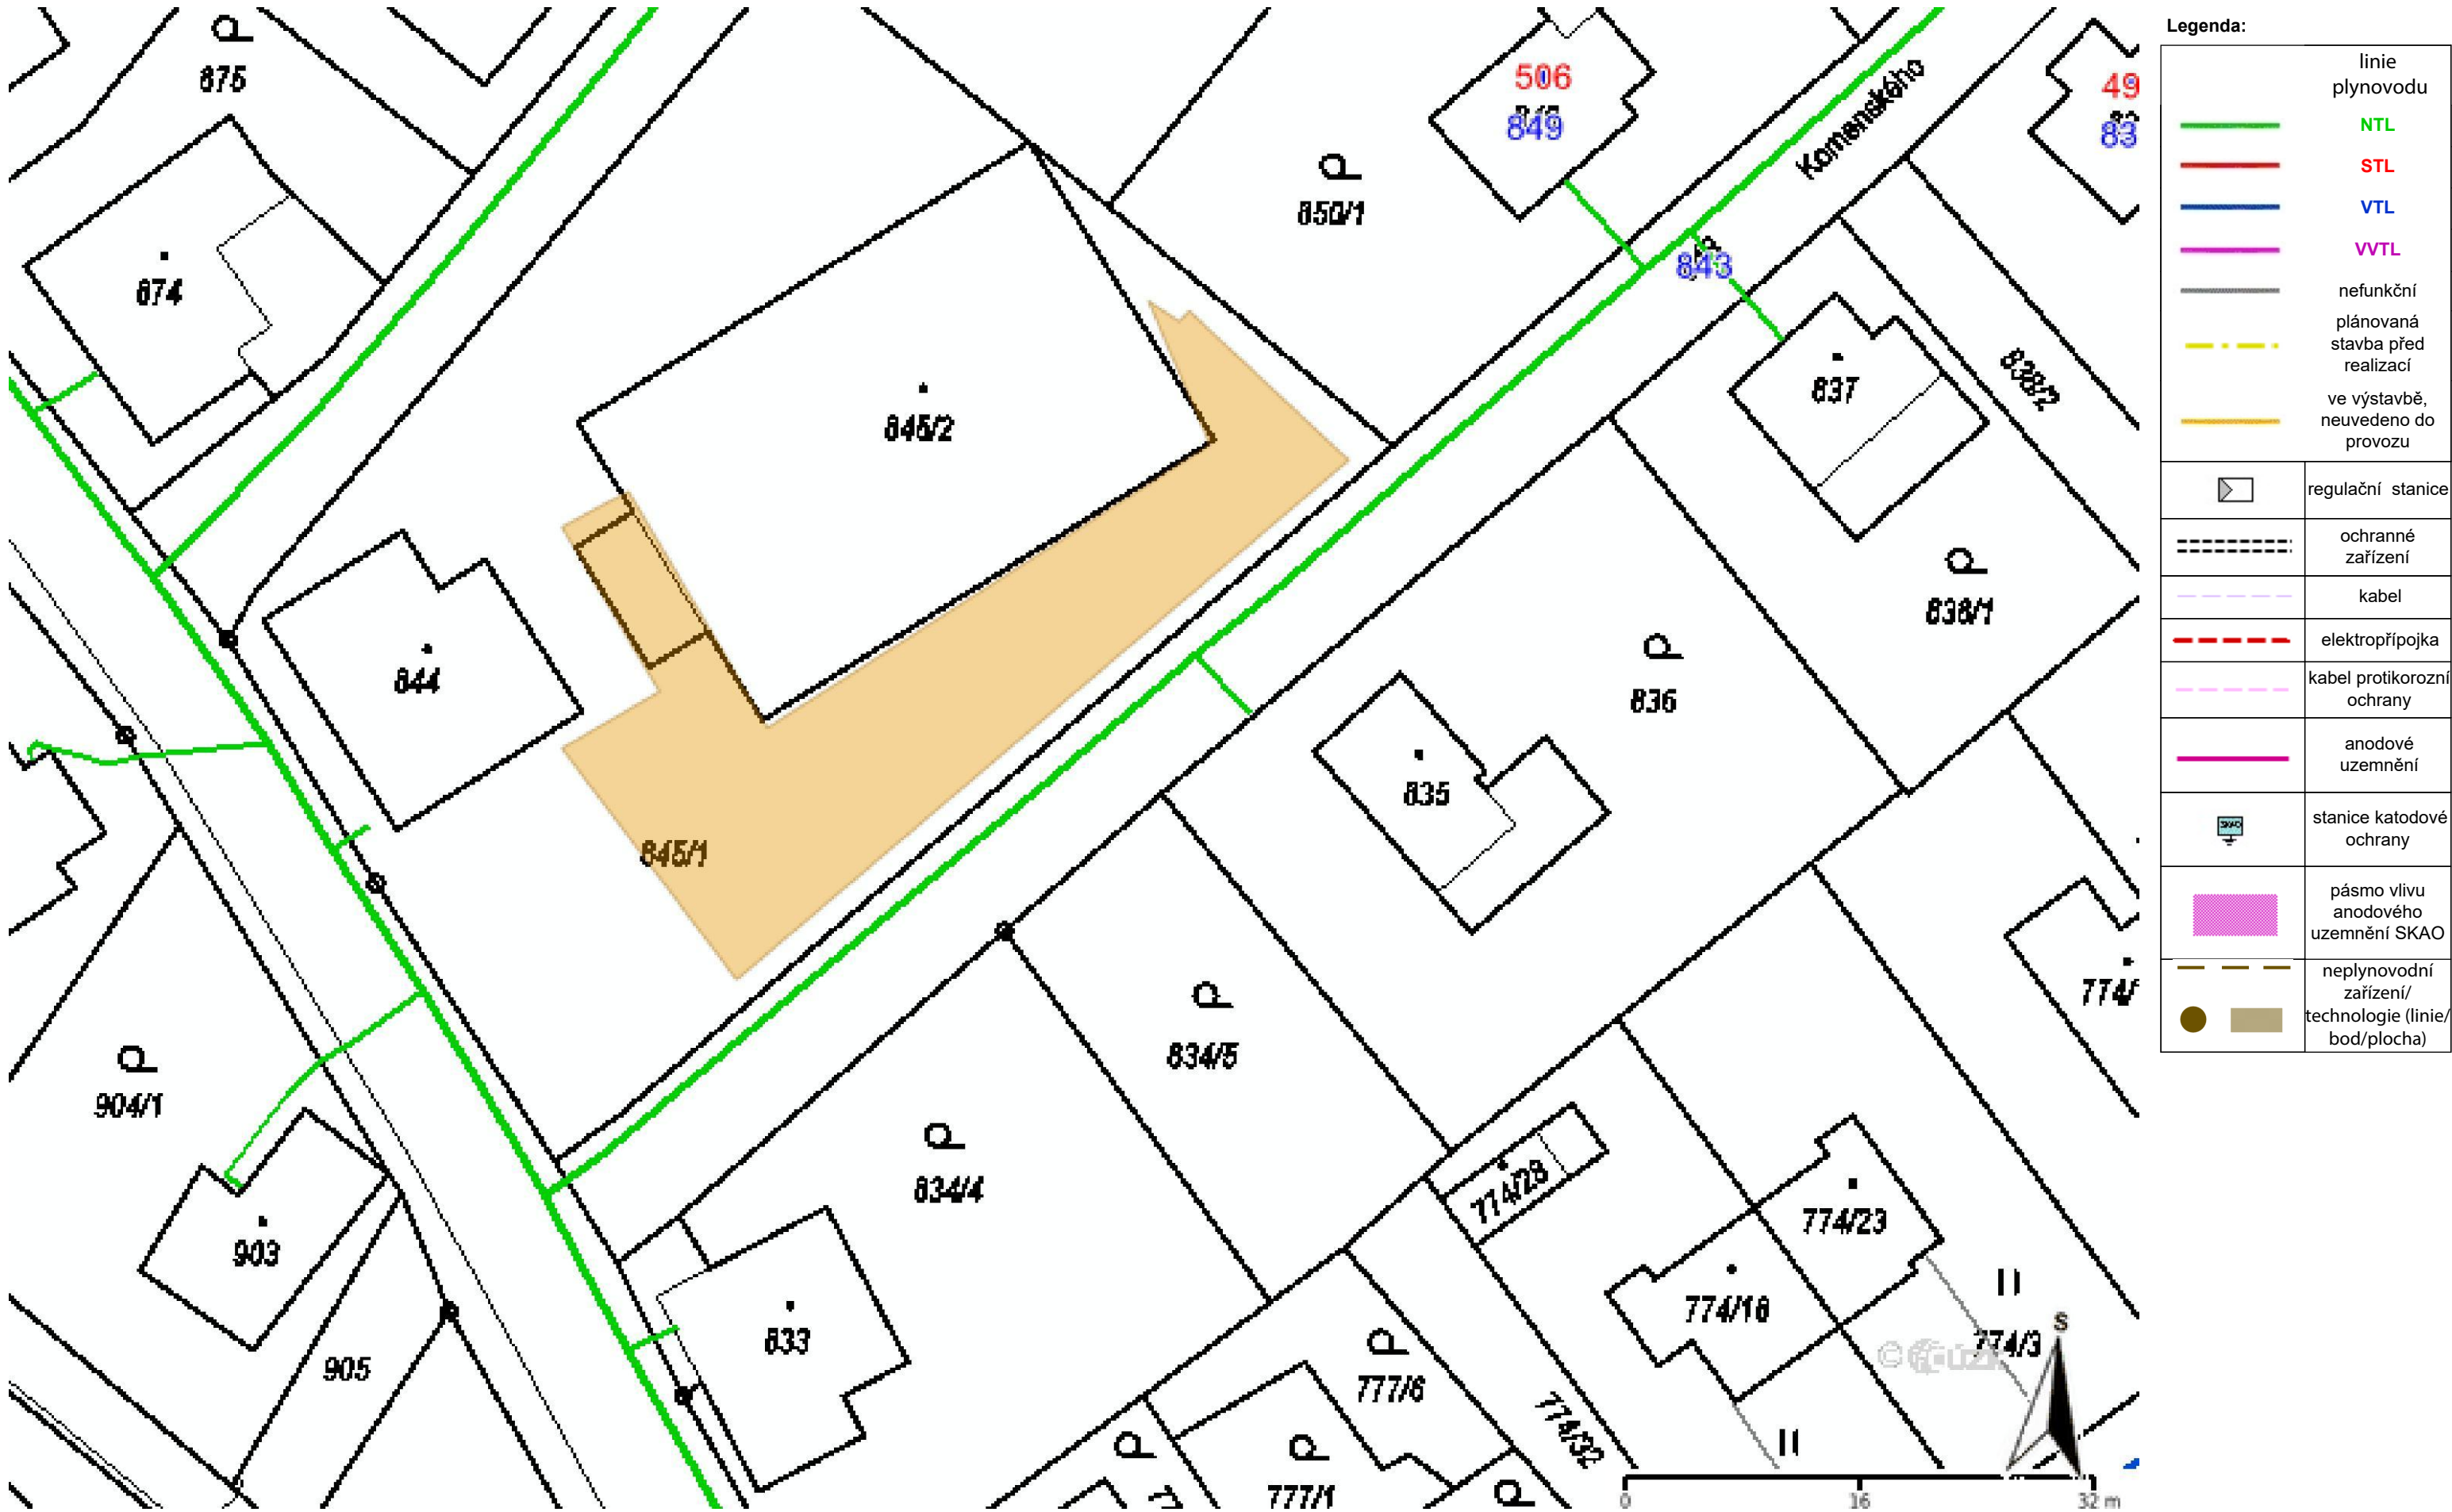 675
674
844
845/2
845/1
850/1
506
849
Komenského
49
83
843
837
838/2
838/1
836
835
834/5
834/4
833
904/1
903
905
774/28
774/23
774/18
774/3
777/6
774/32
777/1
77
S
0 16 32 m
Legenda:
linie
plynovodu
NTL
STL
VTL
VVTL
nefunkční
plánovaná
stavba před
realizací
ve výstavbě,
neuvedeno do
provozu
regulační stanice
ochranné
zařízení
kabel
elektropřípojka
kabel protikorozní
ochrany
anodové
uzemnění
SKAO
stanice katodové
ochrany
pásmo vlivu
anodového
uzemnění SKAO
neplynovodní
zařízení/
technologie (linie/
bod/plocha)